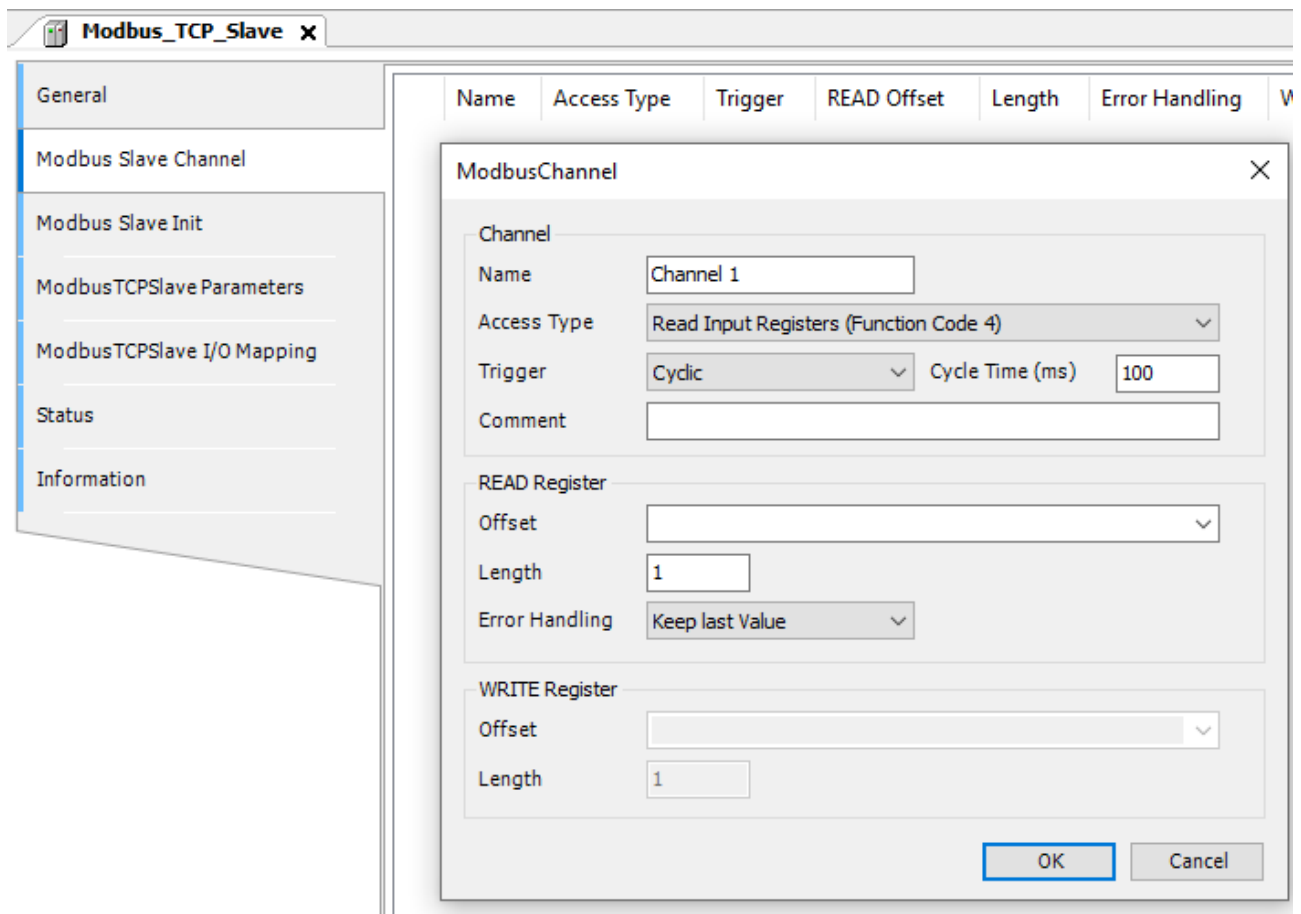 Modbus_TCP_Slave
General
Name Access Type Trigger READ Offset Length Error Handling
Modbus Slave Channel
Modbus Slave Init
ModbusTCPSlave Parameters
ModbusTCPSlave I/O Mapping
Status
Information
ModbusChannel
Channel
Name Channel 1
Access Type Read Input Registers (Function Code 4)
Trigger Cyclic Cycle Time (ms) 100
Comment
READ Register
Offset
Length 1
Error Handling Keep last Value
WRITE Register
Offset
Length 1
OK Cancel